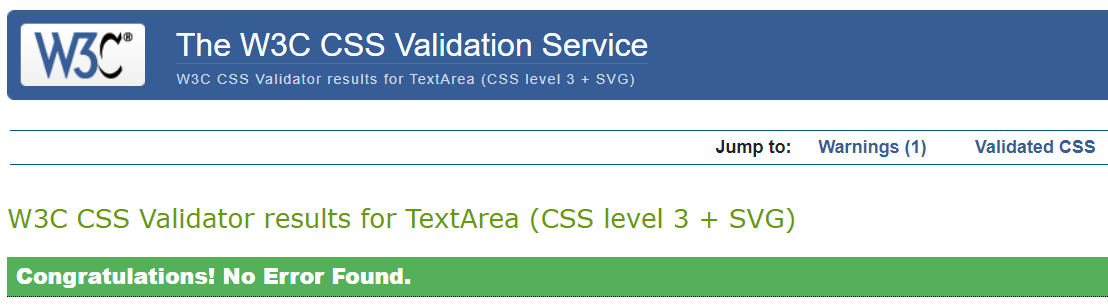 W3C®
The W3C CSS Validation Service
W3C CSS Validator results for TextArea (CSS level 3 + SVG)
Jump to: Warnings (1) Validated CSS
W3C CSS Validator results for TextArea (CSS level 3 + SVG)
Congratulations! No Error Found.